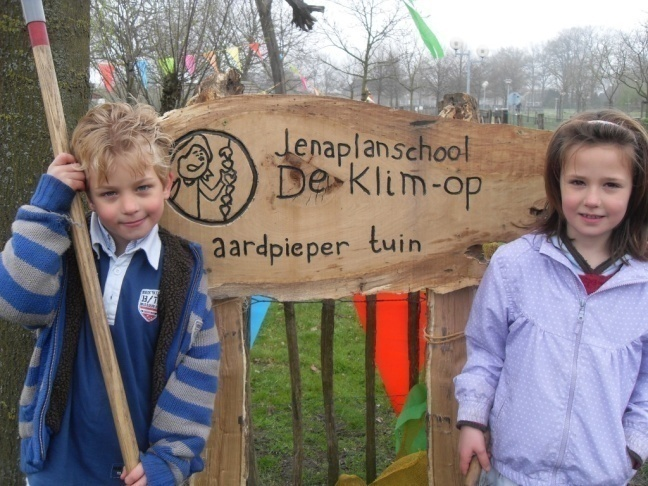 Jenaplanschool
De Klim-op
aardpieper tuin